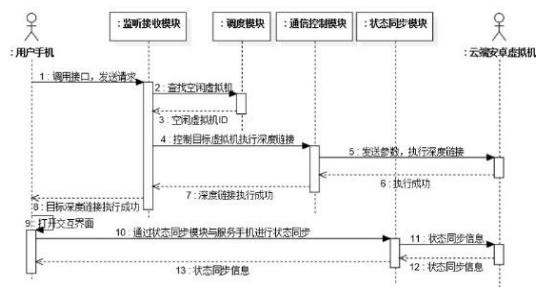 : 用户手机
: 监听接收模块
: 调度模块
: 通信控制模块
: 状态同步模块
: 云端安卓虚拟机
1 : 调用接口，发送请求
2 : 查找空闲虚拟机
3 : 空闲虚拟机ID
4 : 控制目标虚拟机执行深度链接
5 : 发送参数，执行深度链接
6 : 执行成功
7 : 深度链接执行成功
8 : 目标深度链接执行成功
9 : 打开交互界面
10 : 通过状态同步模块与服务手机进行状态同步
11 : 状态同步信息
12 : 状态同步信息
13 : 状态同步信息